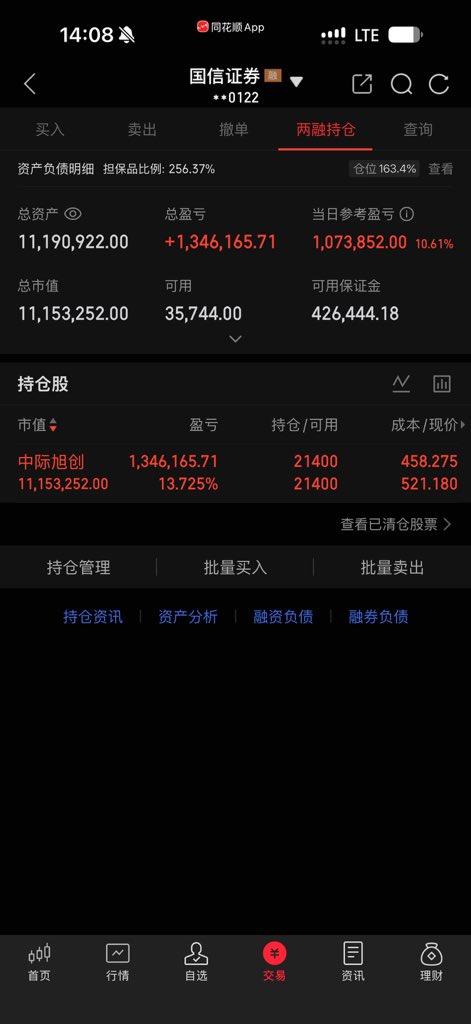 14:08 同花顺App LTE
国信证券 融
**0122
买入 卖出 撤单 两融持仓 查询
资产负债明细 担保品比例: 256.37% 仓位163.4% 查看
总资产 总盈亏 当日参考盈亏
11,190,922.00 +1,346,165.71 1,073,852.00 10.61%
总市值 可用 可用保证金
11,153,252.00 35,744.00 426,444.18
持仓股
市值 盈亏 持仓/可用 成本/现价
中际旭创 1,346,165.71 21400 458.275
11,153,252.00 13.725% 21400 521.180
查看已清仓股票
持仓管理 批量买入 批量卖出
持仓资讯 资产分析 融资负债 融券负债
首页 行情 自选 交易 资讯 理财